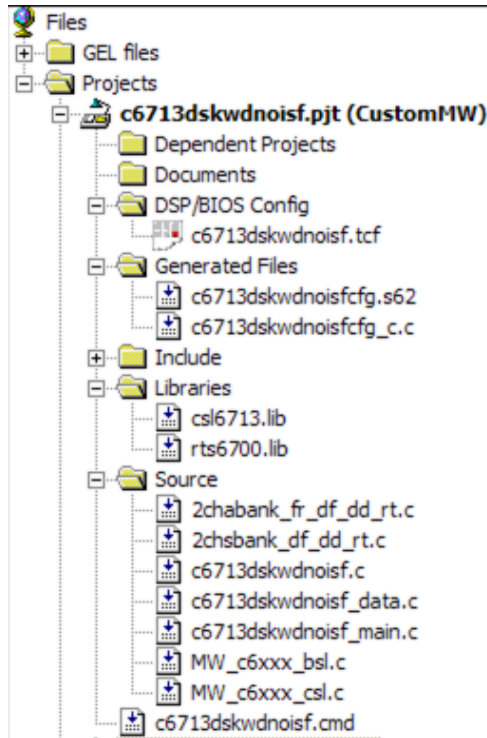 Files
GEL files
Projects
c6713dskwdnoisf.pjt (CustomMW)
Dependent Projects
Documents
DSP/BIOS Config
c6713dskwdnoisf.tcf
Generated Files
c6713dskwdnoisfcfg.s62
c6713dskwdnoisfcfg_c.c
Include
Libraries
csl6713.lib
rts6700.lib
Source
2chabank_fr_df_dd_rt.c
2chsbank_df_dd_rt.c
c6713dskwdnoisf.c
c6713dskwdnoisf_data.c
c6713dskwdnoisf_main.c
MW_c6xxx_bsl.c
MW_c6xxx_csl.c
c6713dskwdnoisf.cmd